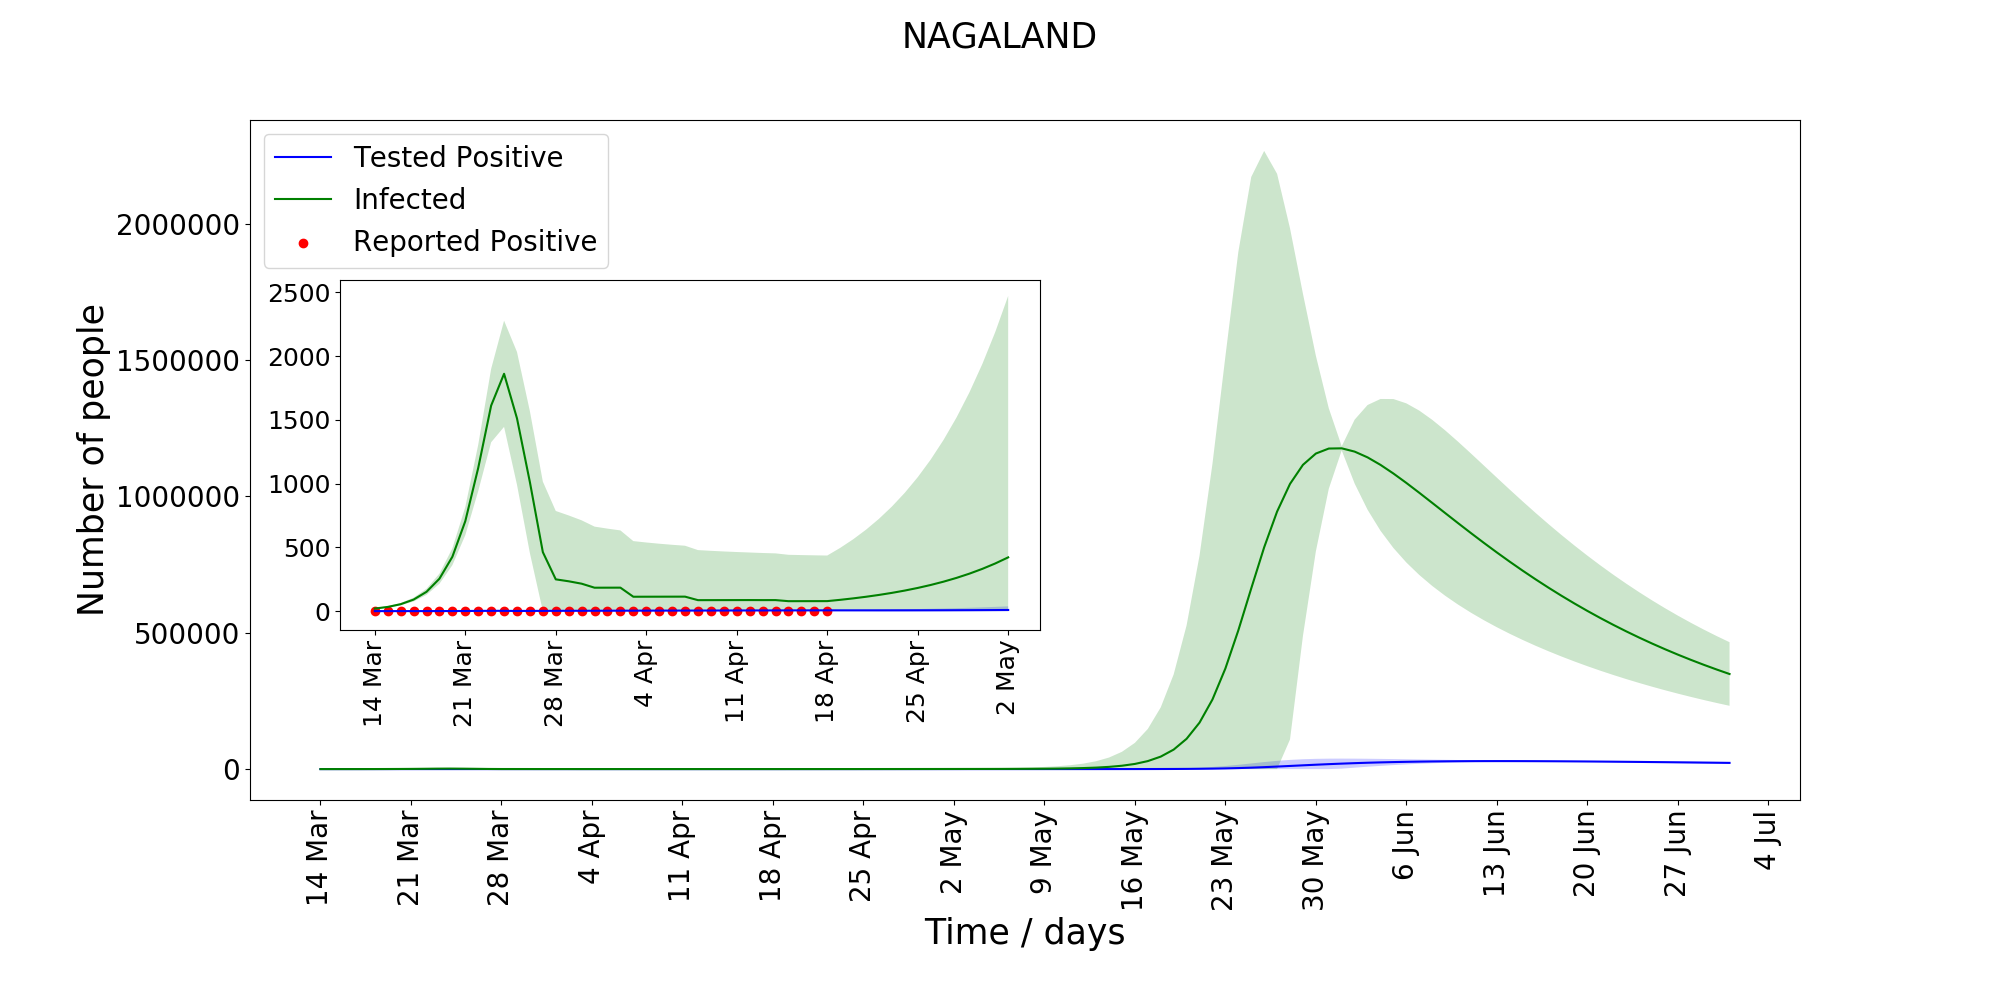 NAGALAND
Tested Positive
Infected
Reported Positive
Number of people
2000000
1500000
1000000
500000
0
2500
2000
1500
1000
500
0
14 Mar
21 Mar
28 Mar
4 Apr
11 Apr
18 Apr
25 Apr
2 May
14 Mar
21 Mar
28 Mar
4 Apr
11 Apr
18 Apr
25 Apr
2 May
9 May
16 May
23 May
30 May
6 Jun
13 Jun
20 Jun
27 Jun
4 Jul
Time / days